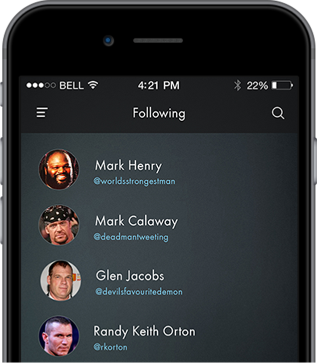 BELL 4:21 PM 22%
Following
Mark Henry
@worldsstrongestman
Mark Calaway
@deadmantweeting
Glen Jacobs
@devilsfavouritedemon
Randy Keith Orton
@rkorton